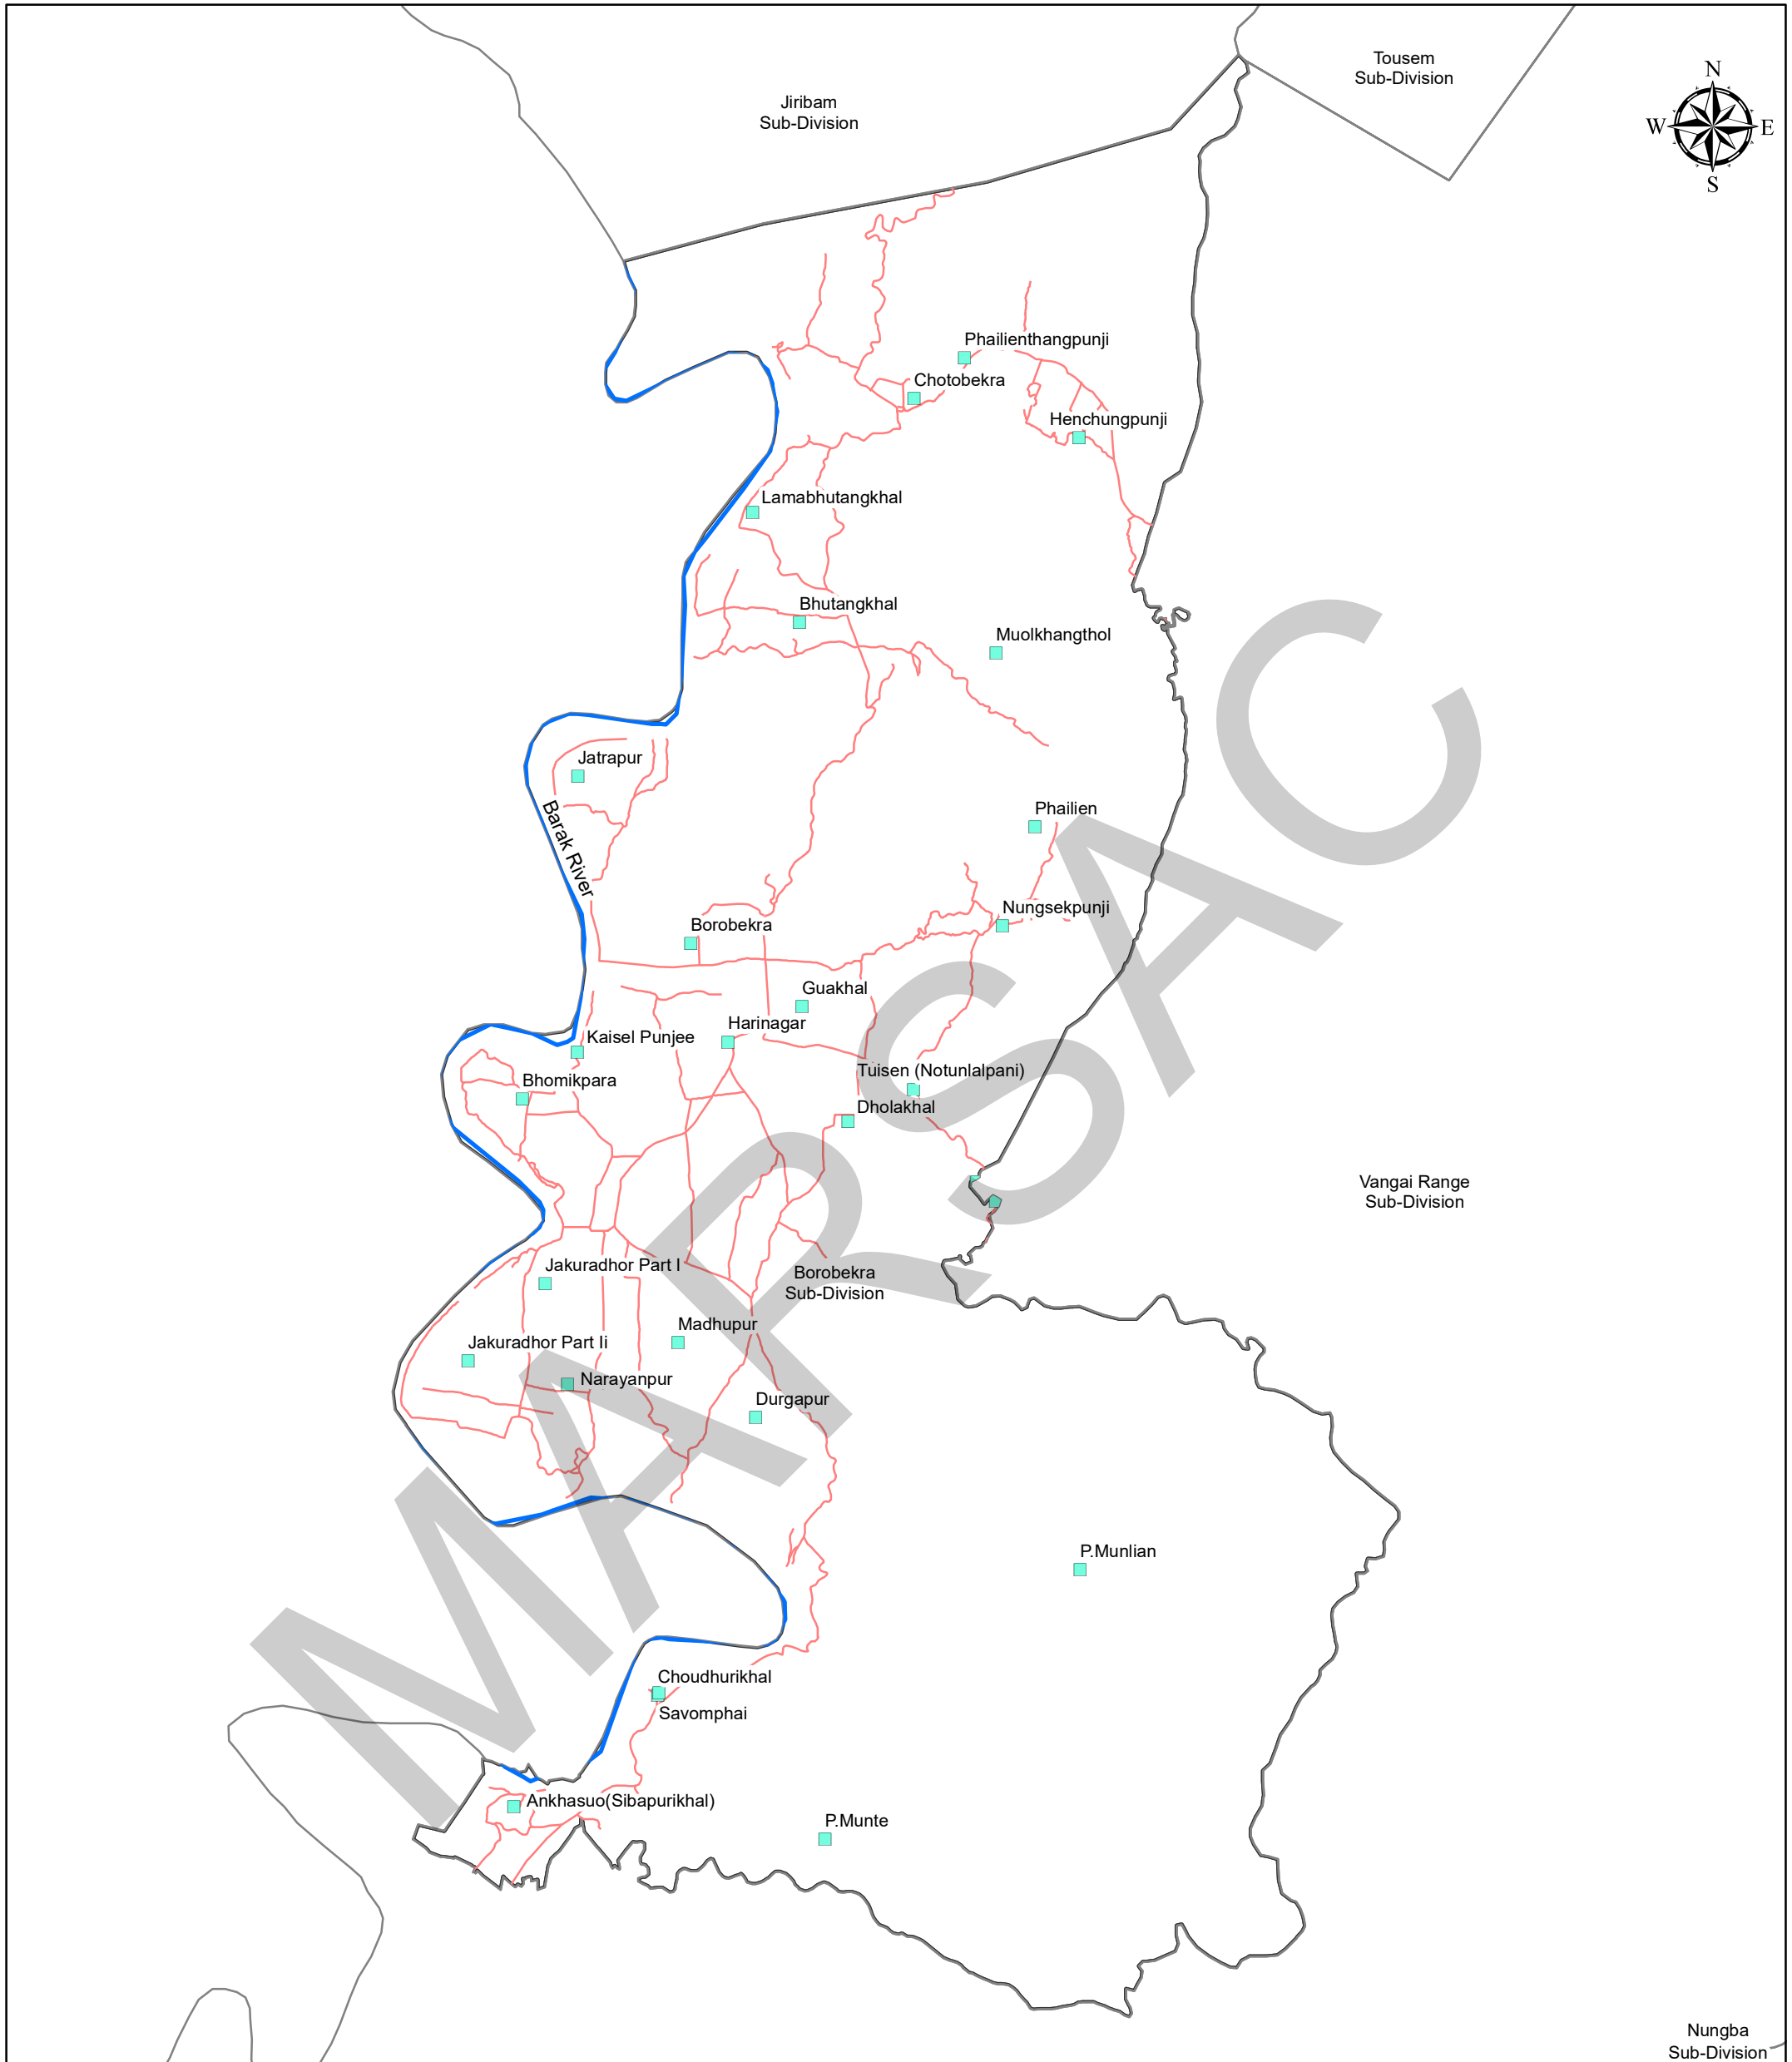 Tousem
Sub-Division
Jiribam
Sub-Division
N
W
E
S
Phailienthangpunji
Chotobekra
Henchungpunji
Lamabhutangkhal
Bhutangkhal
Muolkhangthol
Jatrapur
Barak River
Phailien
Nungsekpunji
Borobekra
Guakhal
Harinagar
Kaisel Punjee
Tuisen (Notunlalpani)
Bhomikpara
Dholakhal
Vangai Range
Sub-Division
Jakuradhor Part I
Borobekra
Sub-Division
Madhupur
Jakuradhor Part Ii
Narayanpur
Durgapur
P.Munlian
Choudhurikhal
Savomphai
Ankhasuo(Sibapurikhal)
P.Munte
Nungba
Sub-Division
MARSAC